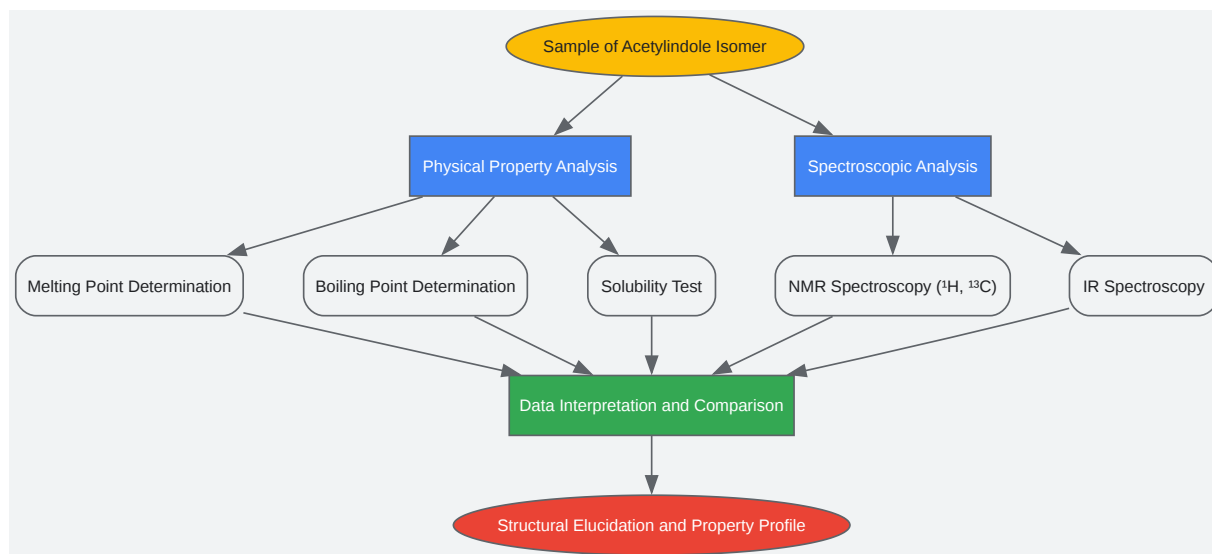 Sample of Acetylindole Isomer
Physical Property Analysis
Spectroscopic Analysis
Melting Point Determination
Boiling Point Determination
Solubility Test
NMR Spectroscopy (¹H, ¹³C)
IR Spectroscopy
Data Interpretation and Comparison
Structural Elucidation and Property Profile